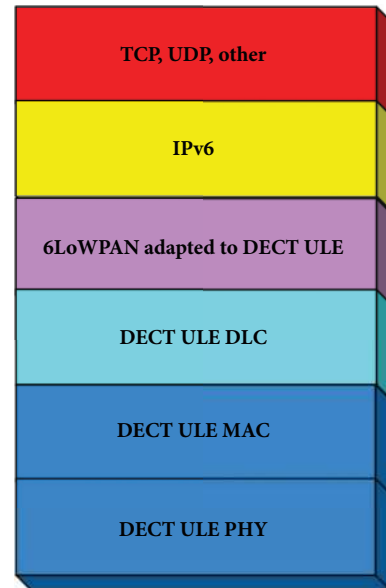 TCP, UDP, other
IPv6
6LoWPAN adapted to DECT ULE
DECT ULE DLC
DECT ULE MAC
DECT ULE PHY